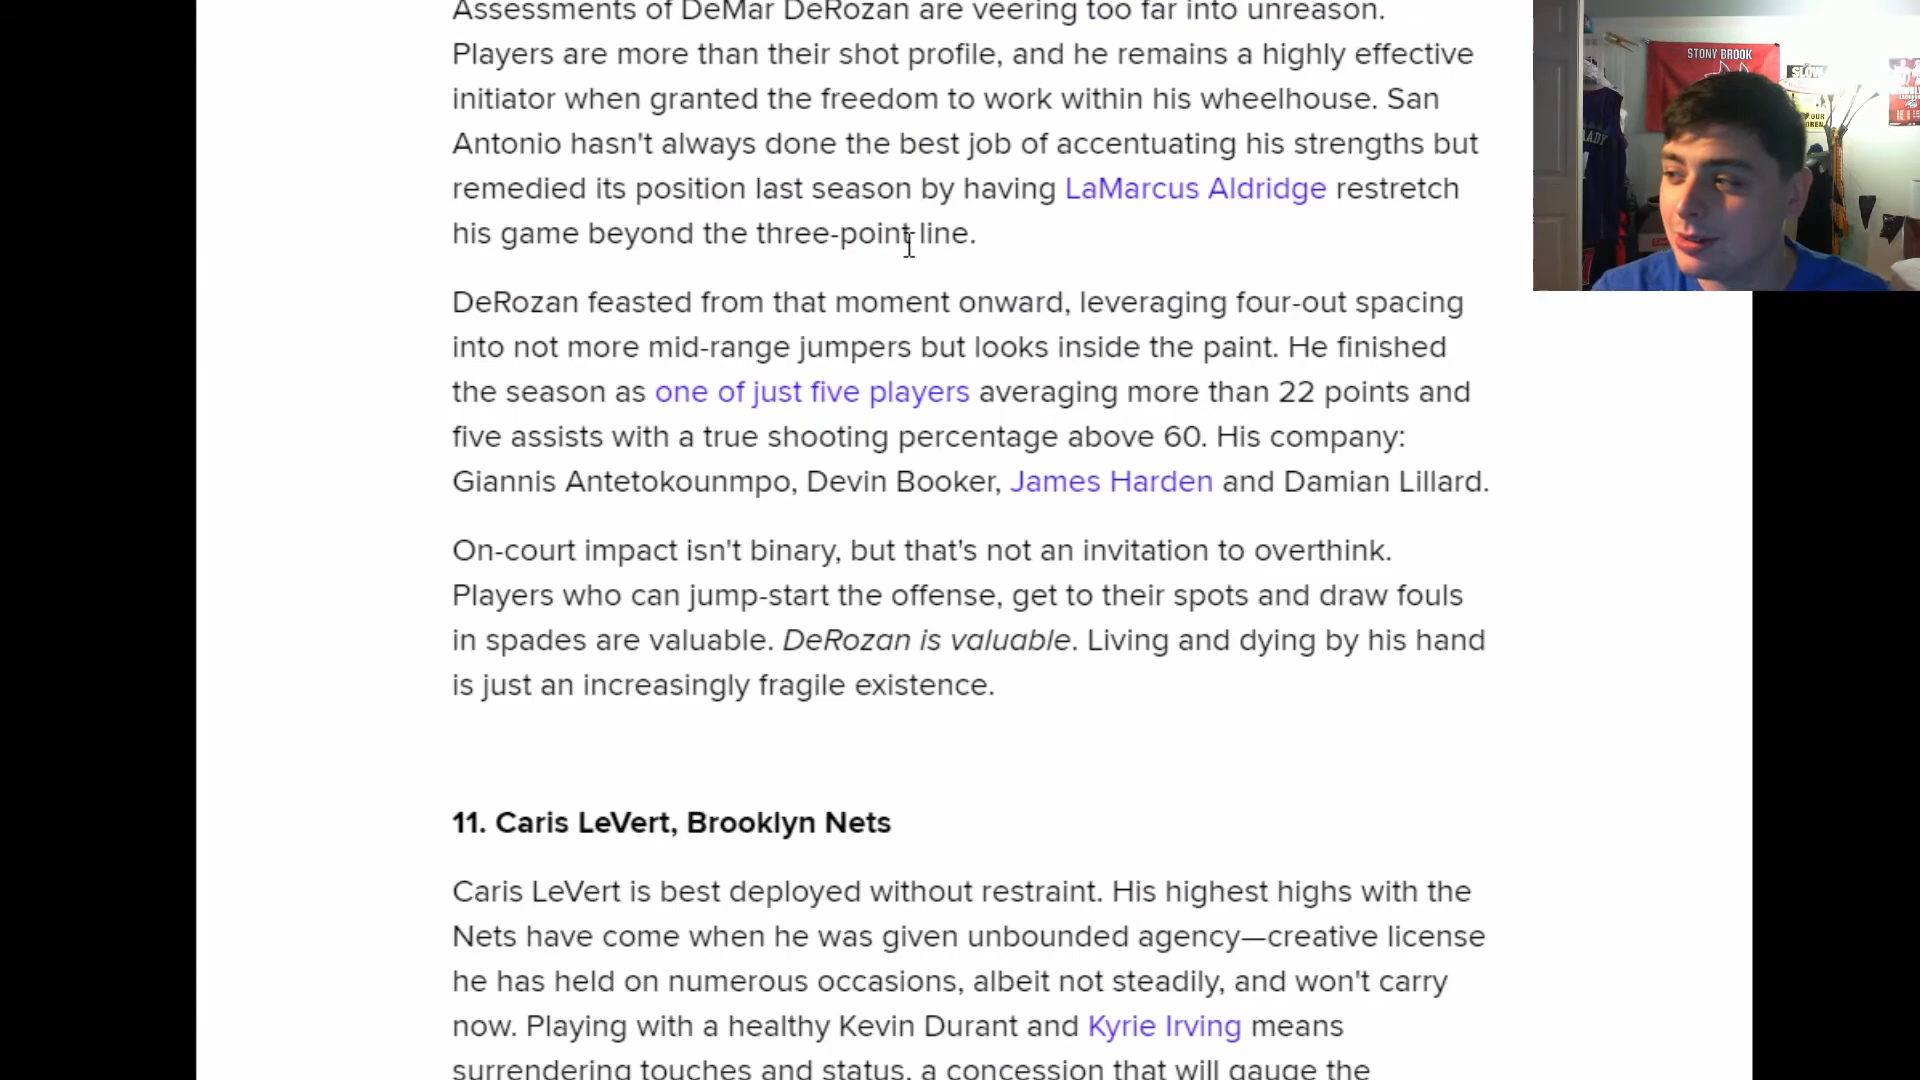 Assessments of DeMar DeRozan are veering too far into unreason.
Players are more than their shot profile, and he remains a highly effective
initiator when granted the freedom to work within his wheelhouse. San
Antonio hasn't always done the best job of accentuating his strengths but
remedied its position last season by having LaMarcus Aldridge restretch
his game beyond the three-point line.
DeRozan feasted from that moment onward, leveraging four-out spacing
into not more mid-range jumpers but looks inside the paint. He finished
the season as one of just five players averaging more than 22 points and
five assists with a true shooting percentage above 60. His company:
Giannis Antetokounmpo, Devin Booker, James Harden and Damian Lillard.
On-court impact isn't binary, but that's not an invitation to overthink.
Players who can jump-start the offense, get to their spots and draw fouls
in spades are valuable. DeRozan is valuable. Living and dying by his hand
is just an increasingly fragile existence.
11. Caris LeVert, Brooklyn Nets
Caris LeVert is best deployed without restraint. His highest highs with the
Nets have come when he was given unbounded agency—creative license
he has held on numerous occasions, albeit not steadily, and won't carry
now. Playing with a healthy Kevin Durant and Kyrie Irving means
surrendering touches and status, a concession that will gauge the
STONY BROOK
SLOW
OUR
ADY